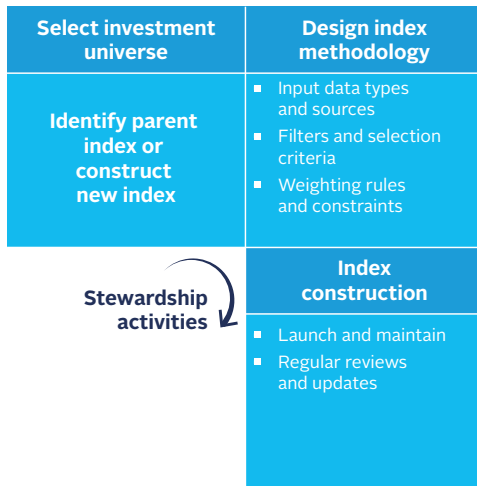 Select investment
universe
Design index
methodology
Identify parent
index or
construct
new index
▪ Input data types
and sources
▪ Filters and selection
criteria
▪ Weighting rules
and constraints
Stewardship
activities
Index
construction
▪ Launch and maintain
▪ Regular reviews
and updates